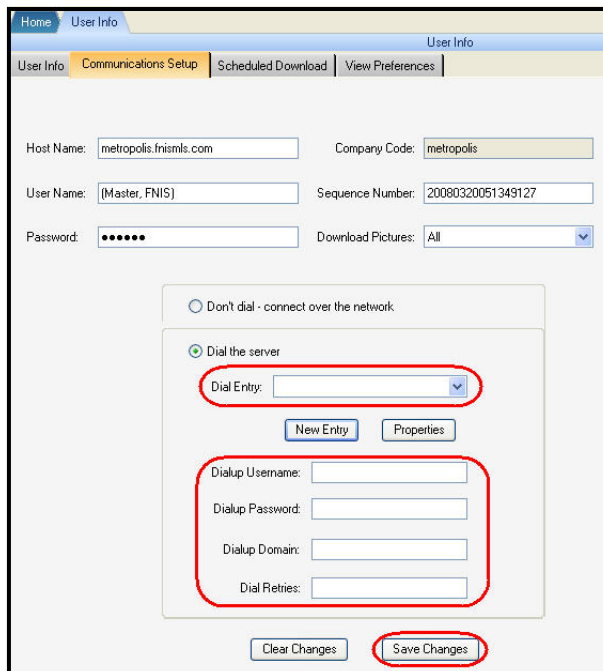 Home User Info
User Info
User Info Communications Setup Scheduled Download View Preferences
Host Name: metropolis.fnismls.com Company Code: metropolis
User Name: (Master, FNIS) Sequence Number: 20080320051349127
Password: •••••• Download Pictures: All
Don't dial - connect over the network
Dial the server
Dial Entry:
New Entry Properties
Dialup Username:
Dialup Password:
Dialup Domain:
Dial Retries:
Clear Changes Save Changes